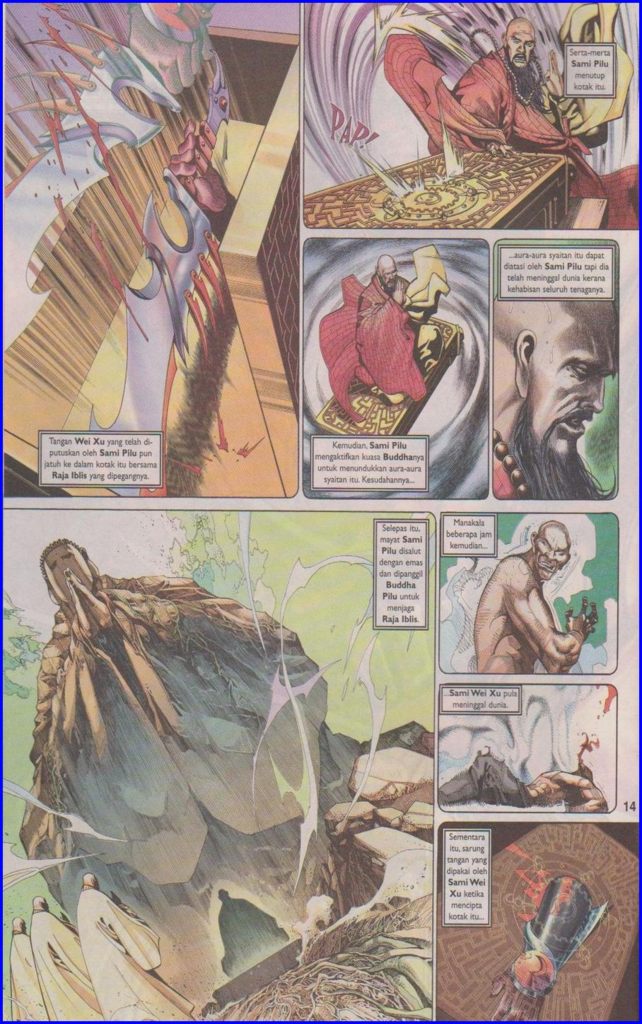 Tangan Wei Xu yang telah di-
putuskan oleh Sami Pilu pun
jatuh ke dalam kotak itu bersama
Raja Iblis yang dipegangnya.
Serta-merta
Sami Pilu
menutup
kotak itu.
PAP!
Kemudian, Sami Pilu
mengaktifkan kuasa Buddhanya
untuk menundukkan aura-aura
syaitan itu. Kesudahannya...
...aura-aura syaitan itu dapat
diatasi oleh Sami Pilu tapi dia
telah meninggal dunia kerana
kehabisan seluruh tenaganya.
Selepas itu,
mayat Sami
Pilu disalut
dengan emas
dan dipanggil
Buddha
Pilu untuk
menjaga
Raja Iblis.
Manakala
beberapa jam
kemudian...
...Sami Wei Xu pula
meninggal dunia.
14
Sementara
itu, sarung
tangan yang
dipakai oleh
Sami Wei
Xu ketika
mencipta
kotak itu...